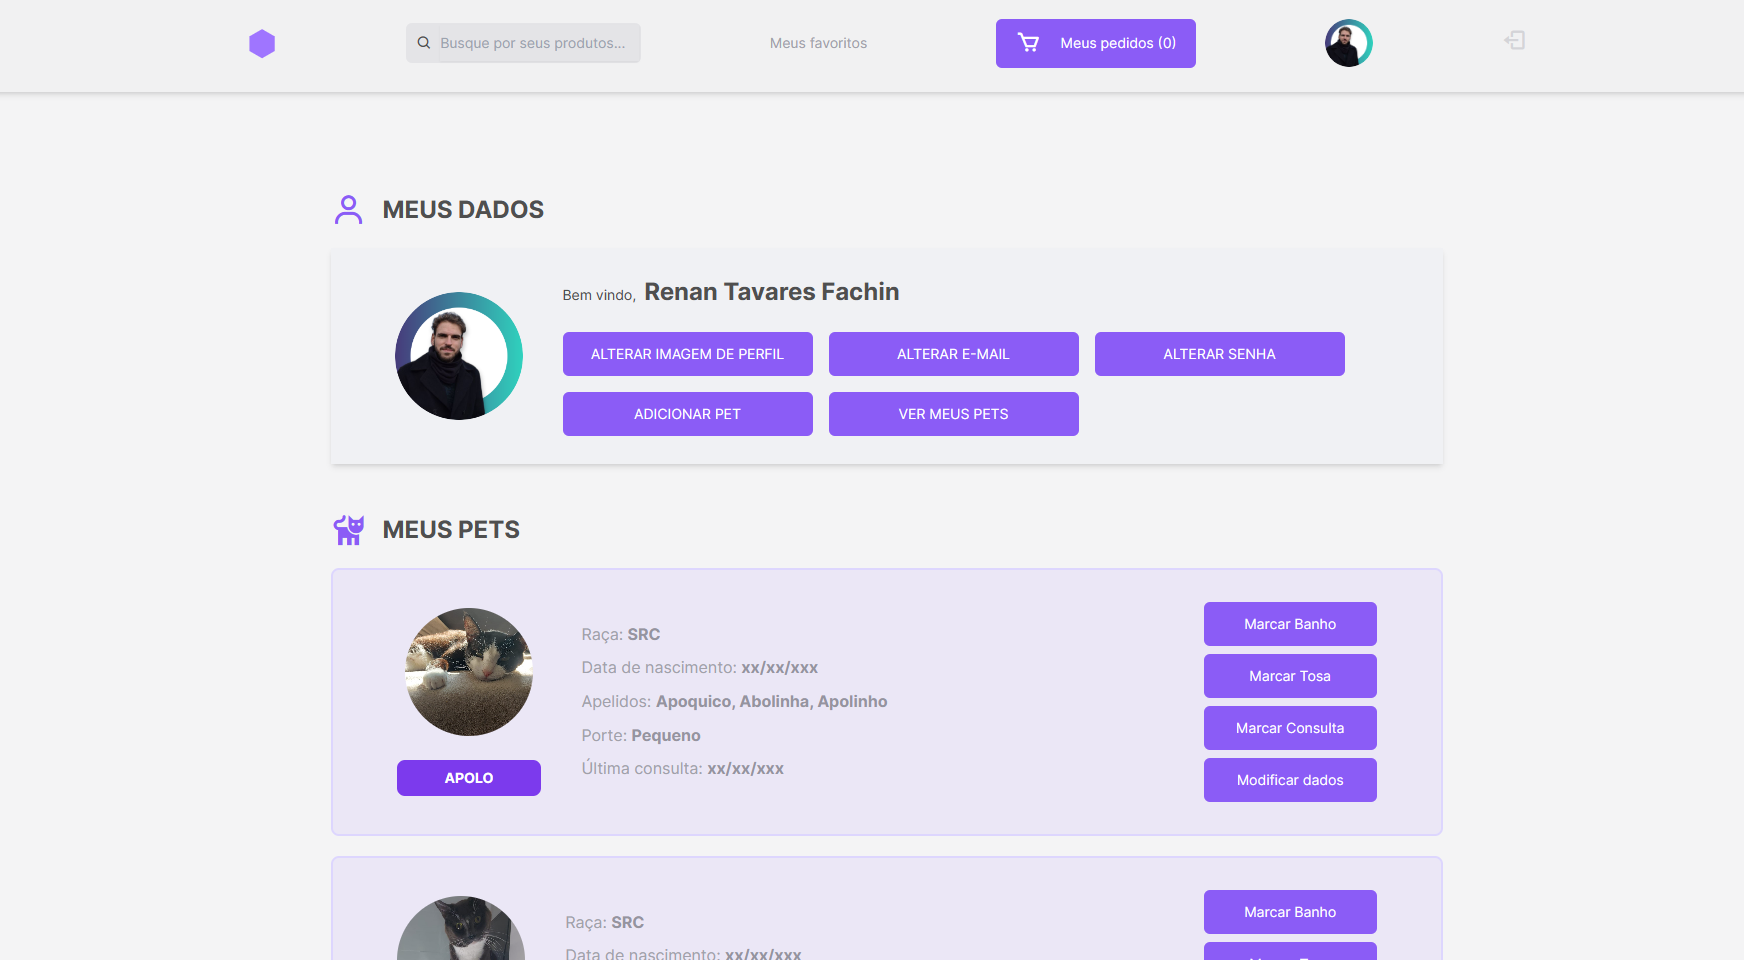 Busque por seus produtos...
Meus favoritos
Meus pedidos (0)
MEUS DADOS
Bem vindo, Renan Tavares Fachin
ALTERAR IMAGEM DE PERFIL
ALTERAR E-MAIL
ALTERAR SENHA
ADICIONAR PET
VER MEUS PETS
MEUS PETS
APOLO
Raça: SRC
Data de nascimento: xx/xx/xxx
Apelidos: Apoquico, Abolinha, Apolinho
Porte: Pequeno
Última consulta: xx/xx/xxx
Marcar Banho
Marcar Tosa
Marcar Consulta
Modificar dados
Raça: SRC
Data de nascimento: xx/xx/xxx
Marcar Banho